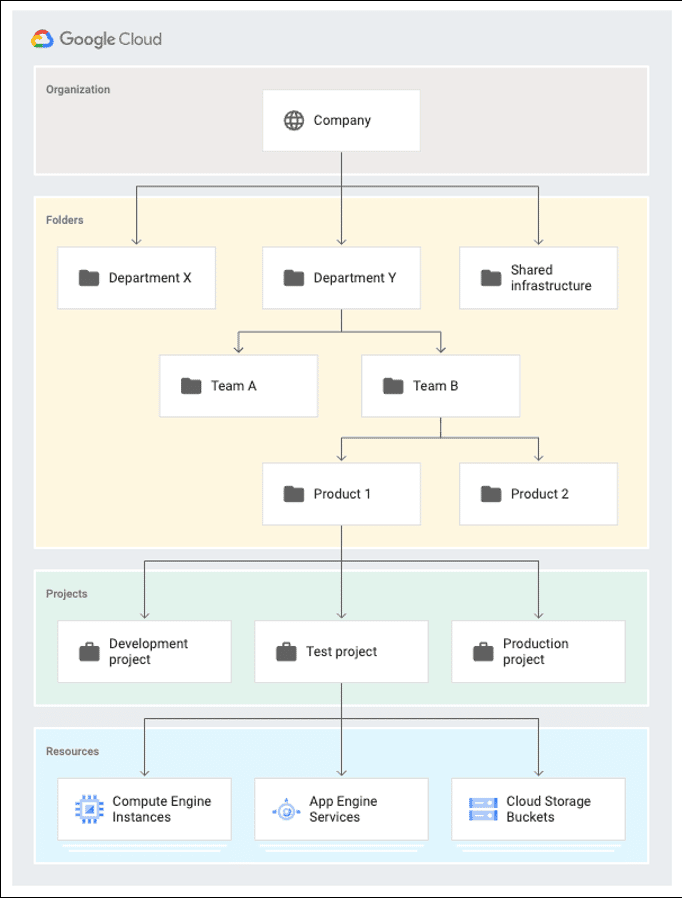 Google Cloud
Organization
Company
Folders
Department X
Department Y
Shared
infrastructure
Team A
Team B
Product 1
Product 2
Projects
Development
project
Test project
Production
project
Resources
Compute Engine
Instances
App Engine
Services
Cloud Storage
Buckets